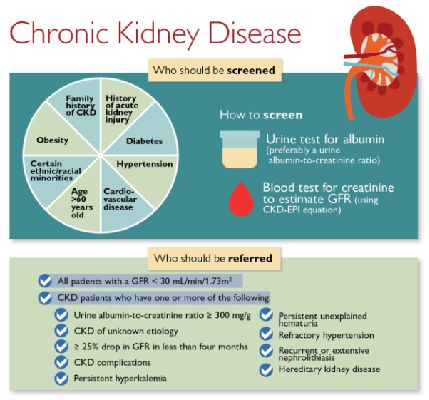 Chronic Kidney Disease
Who should be screened
Family
history
of CKD
History
of acute
kidney
injury
Diabetes
Hypertension
Cardio-
vascular
disease
Age
>60
years
old
Certain
ethnic/racial
minorities
Obesity
How to screen
Urine test for albumin
(preferably a urine
albumin-to-creatinine ratio)
Blood test for creatinine
to estimate GFR (using
CKD-EPI equation)
Who should be referred
All patients with a GFR < 30 mL/min/1.73m²
CKD patients who have one or more of the following
Urine albumin-to-creatinine ratio ≥ 300 mg/g
CKD of unknown etiology
≥ 25% drop in GFR in less than four months
CKD complications
Persistent hyperkalemia
Persistent unexplained
hematuria
Refractory hypertension
Recurrent or extensive
nephrolithiasis
Hereditary kidney disease